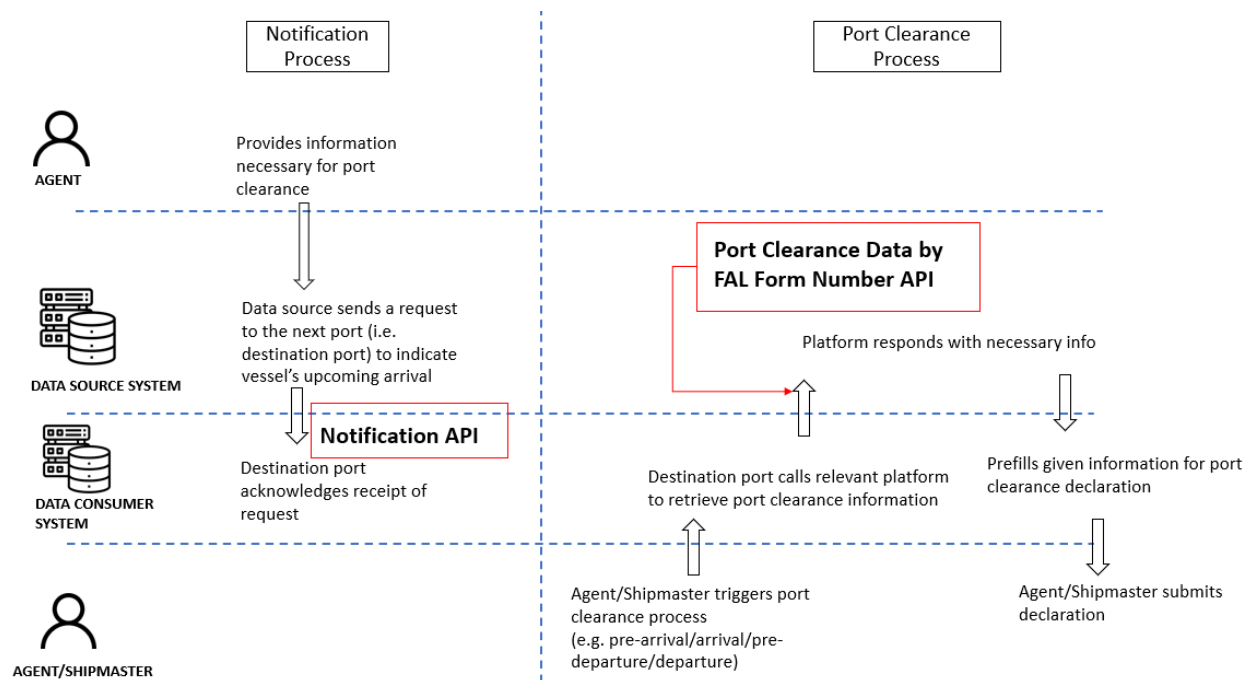 Notification
Process
Port Clearance
Process
AGENT
Provides information
necessary for port
clearance
Port Clearance Data by
FAL Form Number API
DATA SOURCE SYSTEM
Data source sends a request
to the next port (i.e.
destination port) to indicate
vessel's upcoming arrival
Platform responds with necessary info
Notification API
DATA CONSUMER
SYSTEM
Destination port
acknowledges receipt of
request
Destination port calls relevant platform
to retrieve port clearance information
Prefills given information for port
clearance declaration
AGENT/SHIPMASTER
Agent/Shipmaster triggers port
clearance process
(e.g. pre-arrival/arrival/pre-
departure/departure)
Agent/Shipmaster submits
declaration